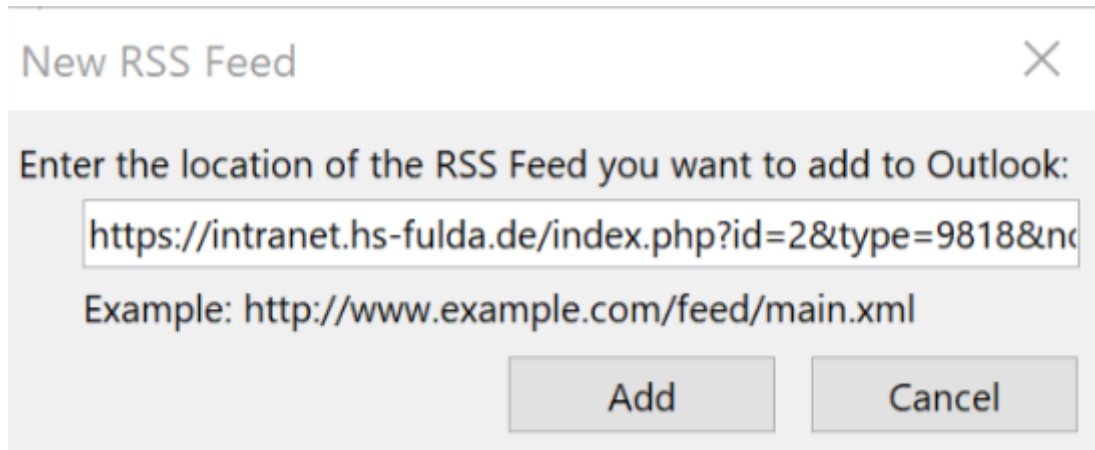 New RSS Feed
Enter the location of the RSS Feed you want to add to Outlook:
https://intranet.hs-fulda.de/index.php?id=2&type=9818&no
Example: http://www.example.com/feed/main.xml
Add Cancel